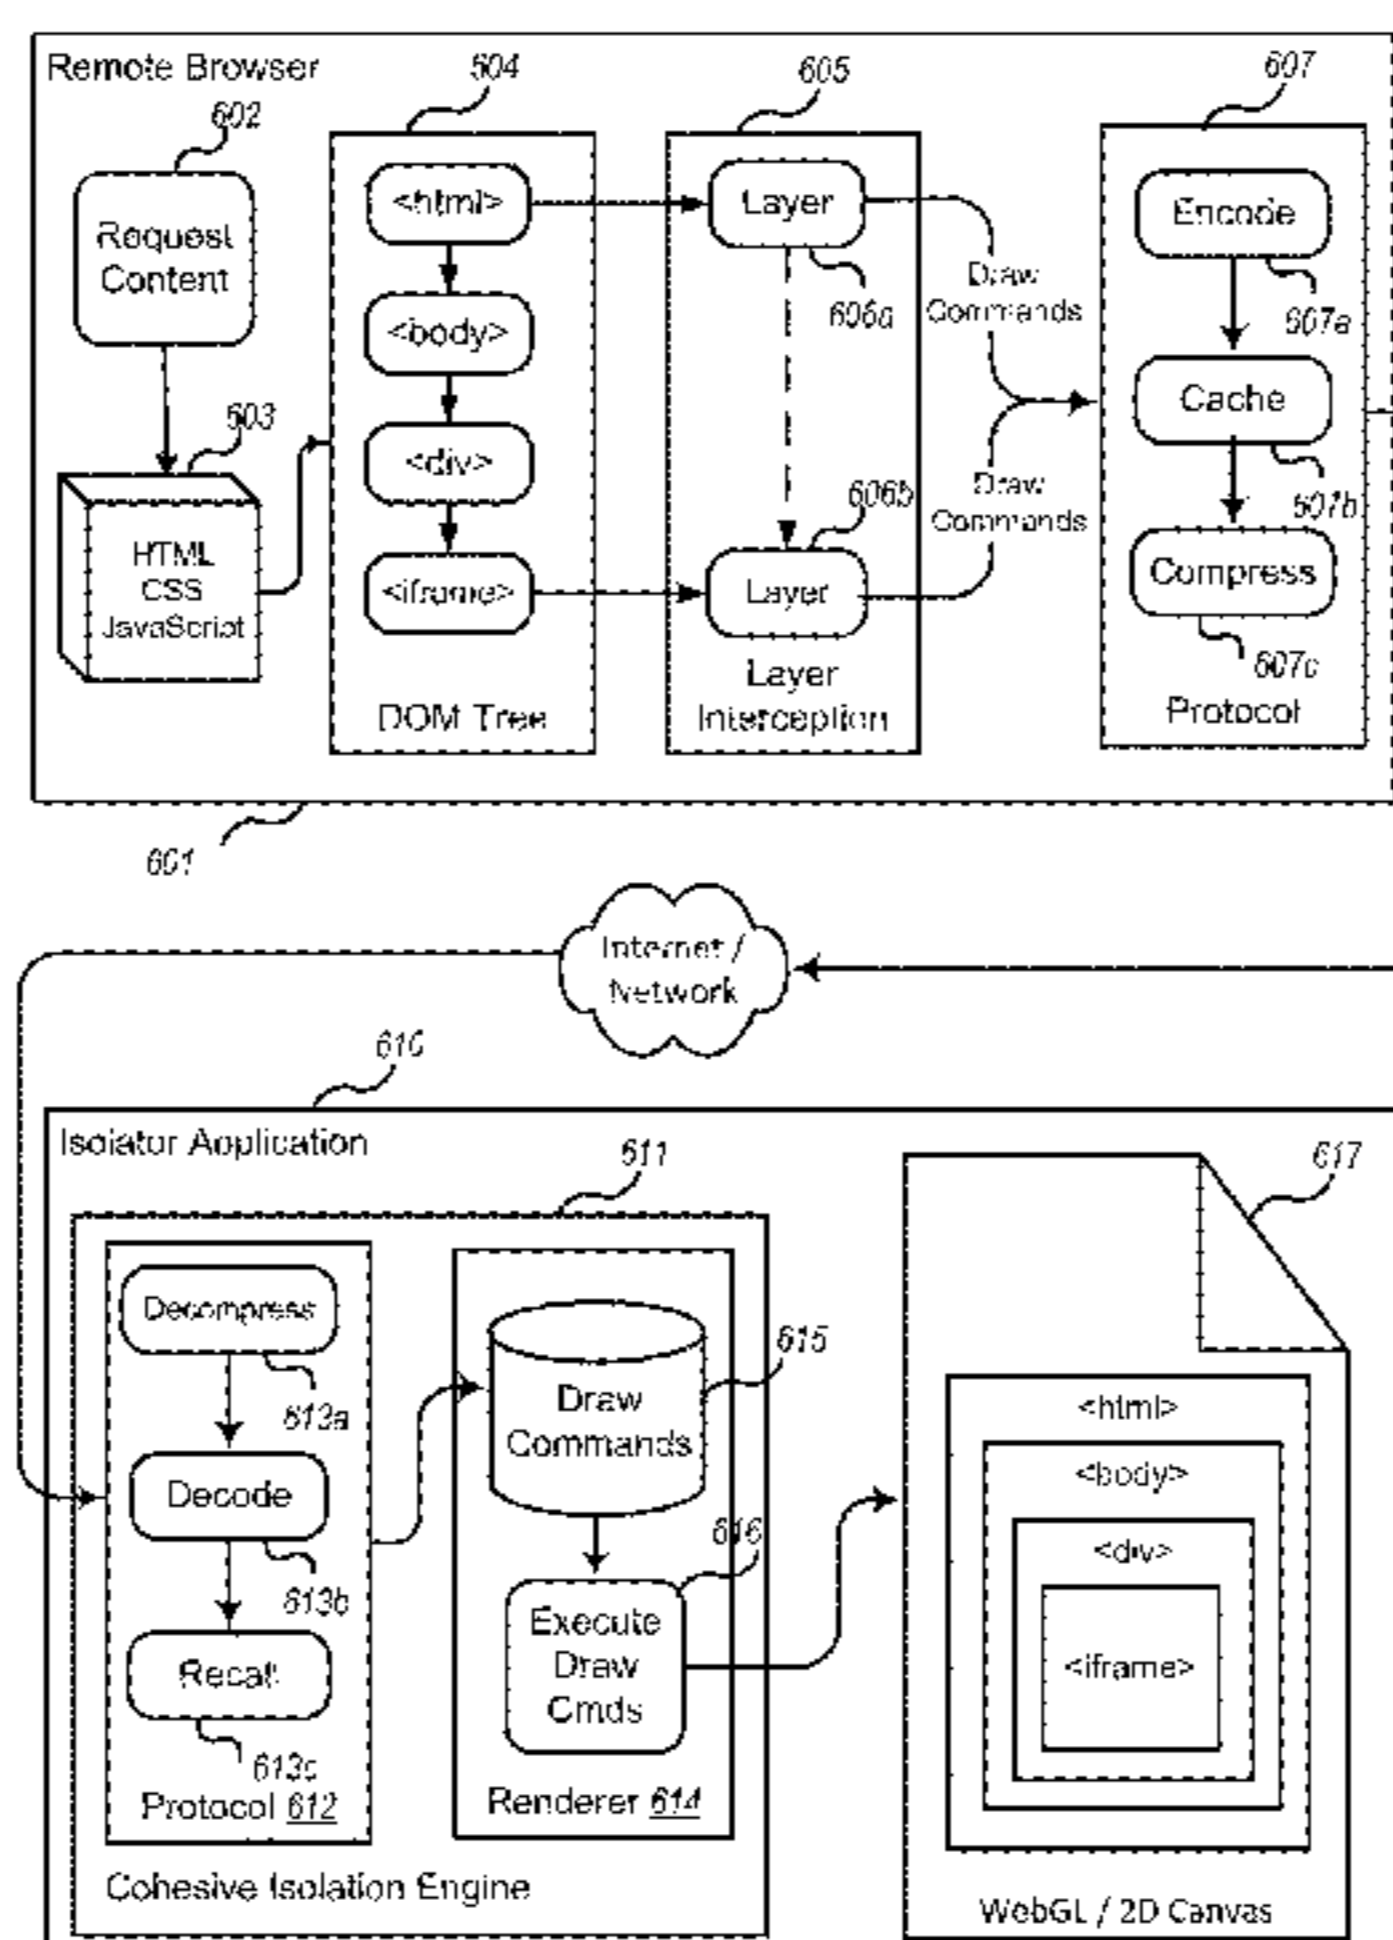 Remote Browser
602
604
605
607
Request
Content
603
HTML
CSS
JavaScript
<html>
<body>
<div>
<iframe>
DOM Tree
Layer
606a
606b
Layer
Layer
Interception
Draw
Commands
Draw
Commands
Encode
607a
Cache
607b
Compress
607c
Protocol
601
Internet /
Network
610
Isolator Application
611
617
Decompress
613a
Decode
613b
Recall
613c
Protocol 612
Draw
Commands
615
616
Execute
Draw
Cmds
Renderer 614
Cohesive Isolation Engine
<html>
<body>
<div>
<iframe>
WebGL / 2D Canvas